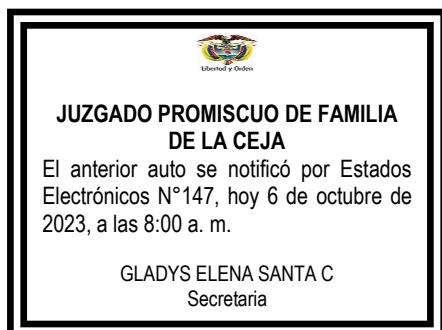 Libertad y Orden
JUZGADO PROMISCUO DE FAMILIA
DE LA CEJA
El anterior auto se notificó por Estados
Electrónicos N°147, hoy 6 de octubre de
2023, a las 8:00 a. m.
GLADYS ELENA SANTA C
Secretaria